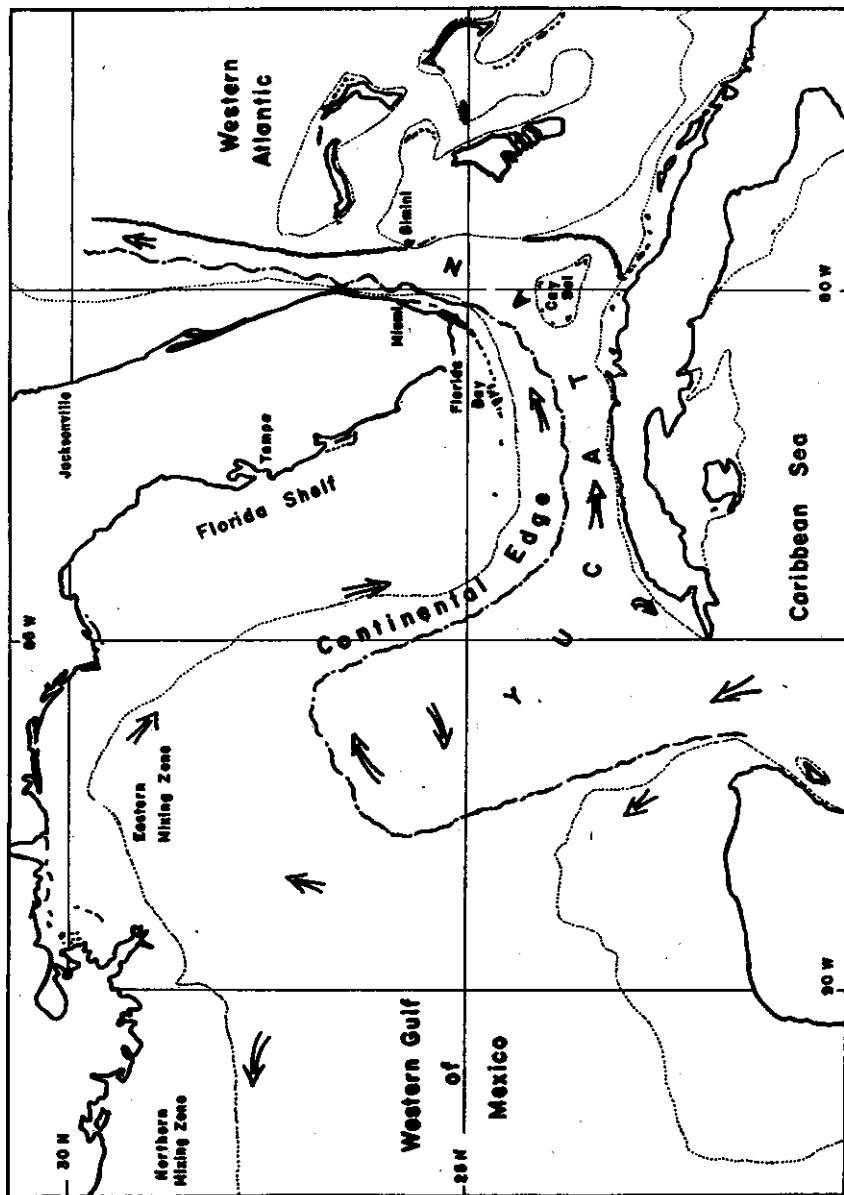 30 N
85 W
Jacksonville
Northern
Mixing Zone
Eastern
Mixing Zone
Tampa
Florida Shelf
Western
Atlantic
Miami
Bimini
Florida
Bay
Continental Edge
Western Gulf
of
Mexico
25 N
YUCATAN
Cay
Sal
Caribbean Sea
90 W
80 W